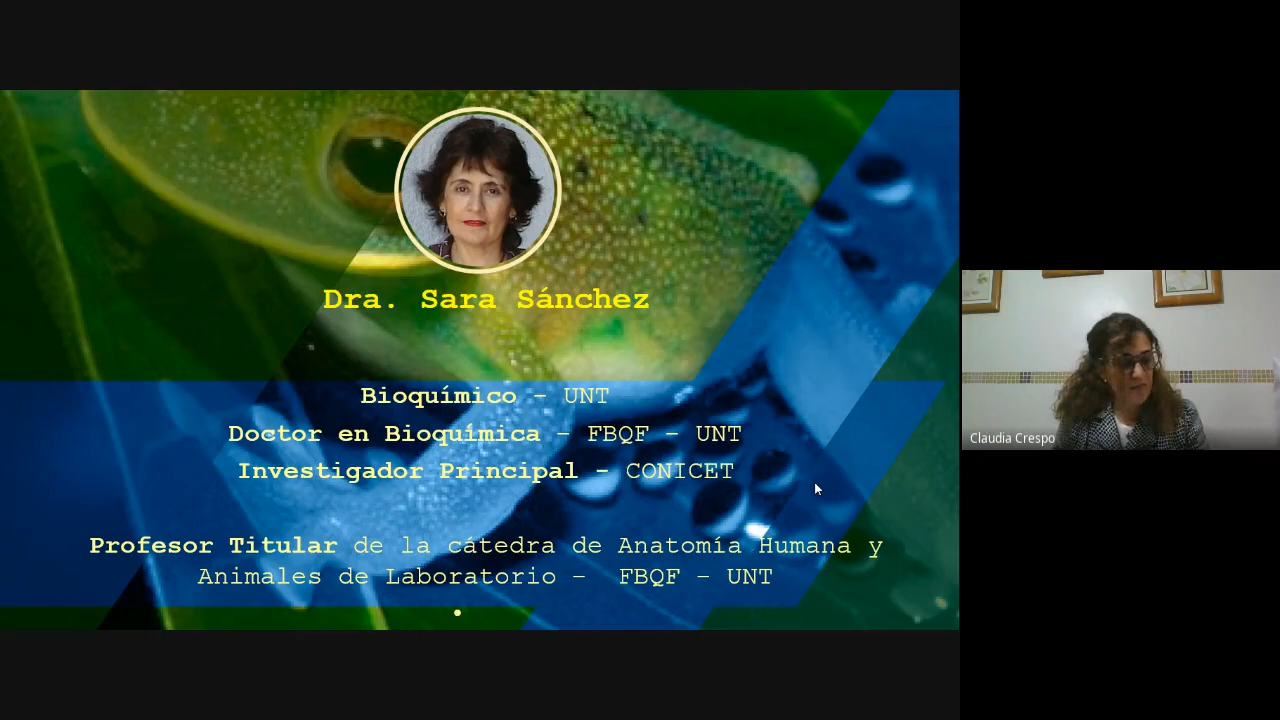 Dra. Sara Sánchez
Bioquímico – UNT
Doctor en Bioquímica – FBQF – UNT
Investigador Principal – CONICET
Profesor Titular de la cátedra de Anatomía Humana y
Animales de Laboratorio – FBQF – UNT
Claudia Crespo